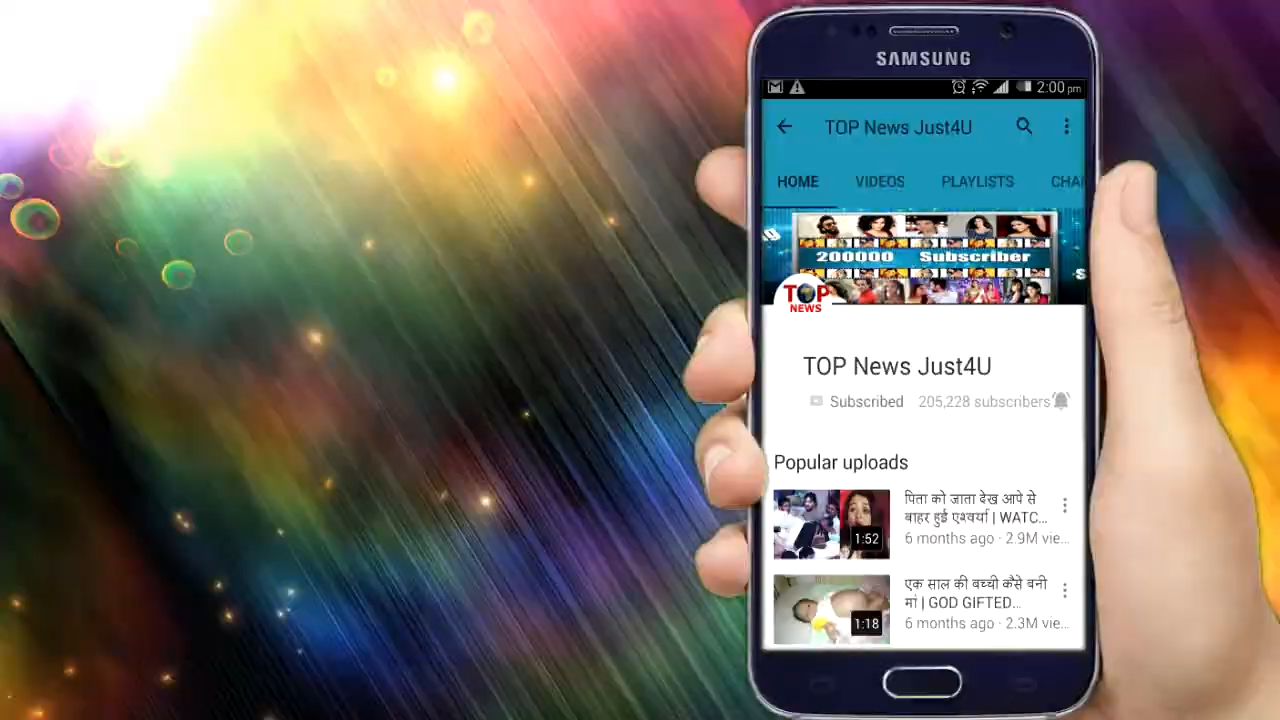 SAMSUNG
2:00 pm
TOP News Just4U
HOME VIDEOS PLAYLISTS CHA
200000 Subscriber
TOP
NEWS
TOP News Just4U
Subscribed 205,228 subscribers
Popular uploads
पिता को जाता देख आपे से
बाहर हुई एश्वर्या | WATC...
6 months ago · 2.9M vie...
1:52
एक साल की बच्ची कैसे बनी
मां | GOD GIFTED...
6 months ago · 2.3M vie...
1:18